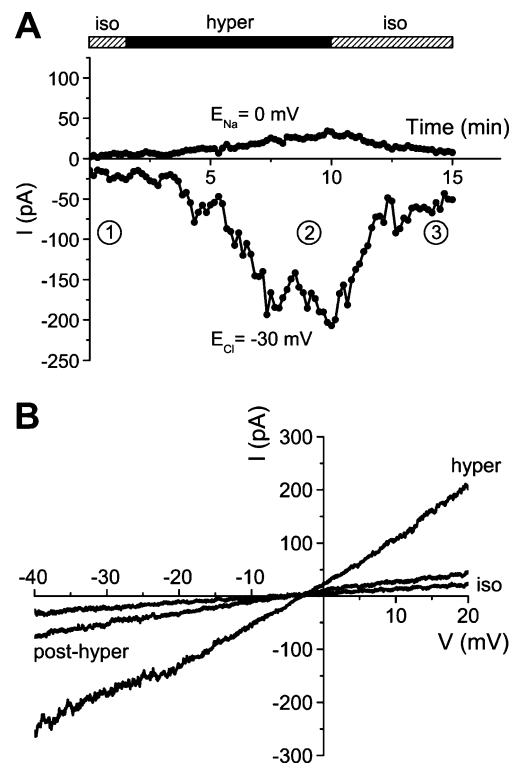 A
iso hyper iso
100
50
0
-50
-100
-150
-200
-250
I (pA)
E_Na = 0 mV
Time (min)
5 10 15
① ② ③
E_Cl = -30 mV
B
I (pA)
300
200
100
-100
-200
-300
hyper
-40 -30 -20 -10 10 20
iso
V (mV)
post-hyper